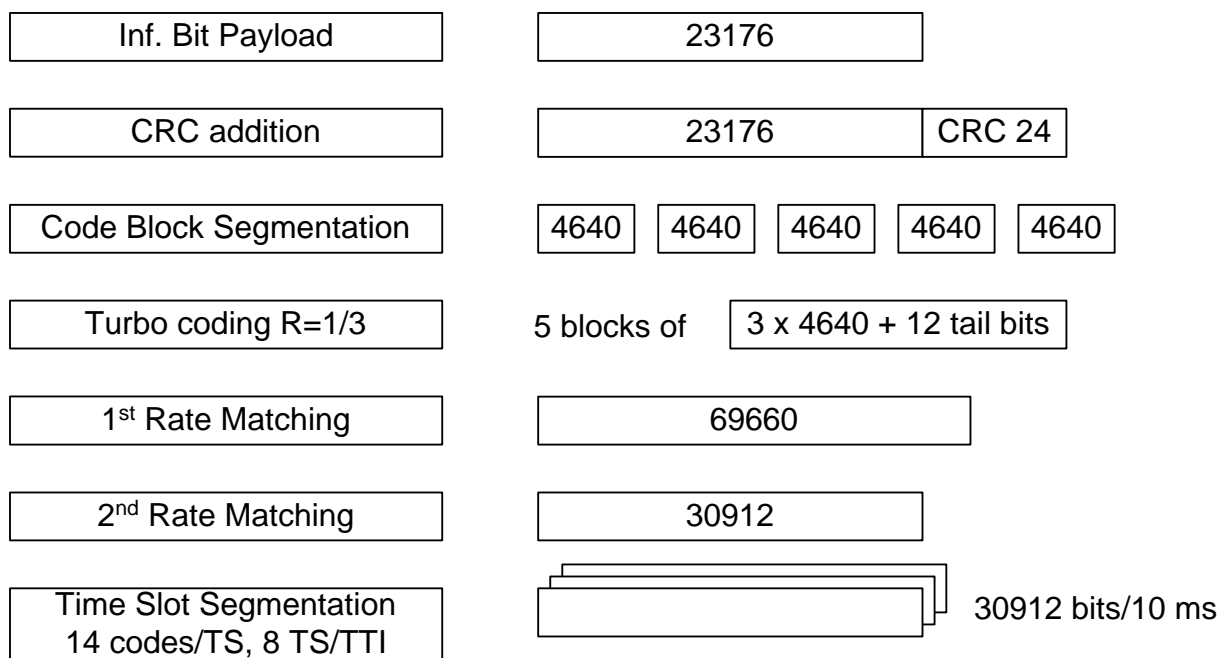 Inf. Bit Payload 23176
CRC addition 23176 CRC 24
Code Block Segmentation 4640 4640 4640 4640 4640
Turbo coding R=1/3 5 blocks of 3 x 4640 + 12 tail bits
1st Rate Matching 69660
2nd Rate Matching 30912
Time Slot Segmentation
14 codes/TS, 8 TS/TTI
30912 bits/10 ms